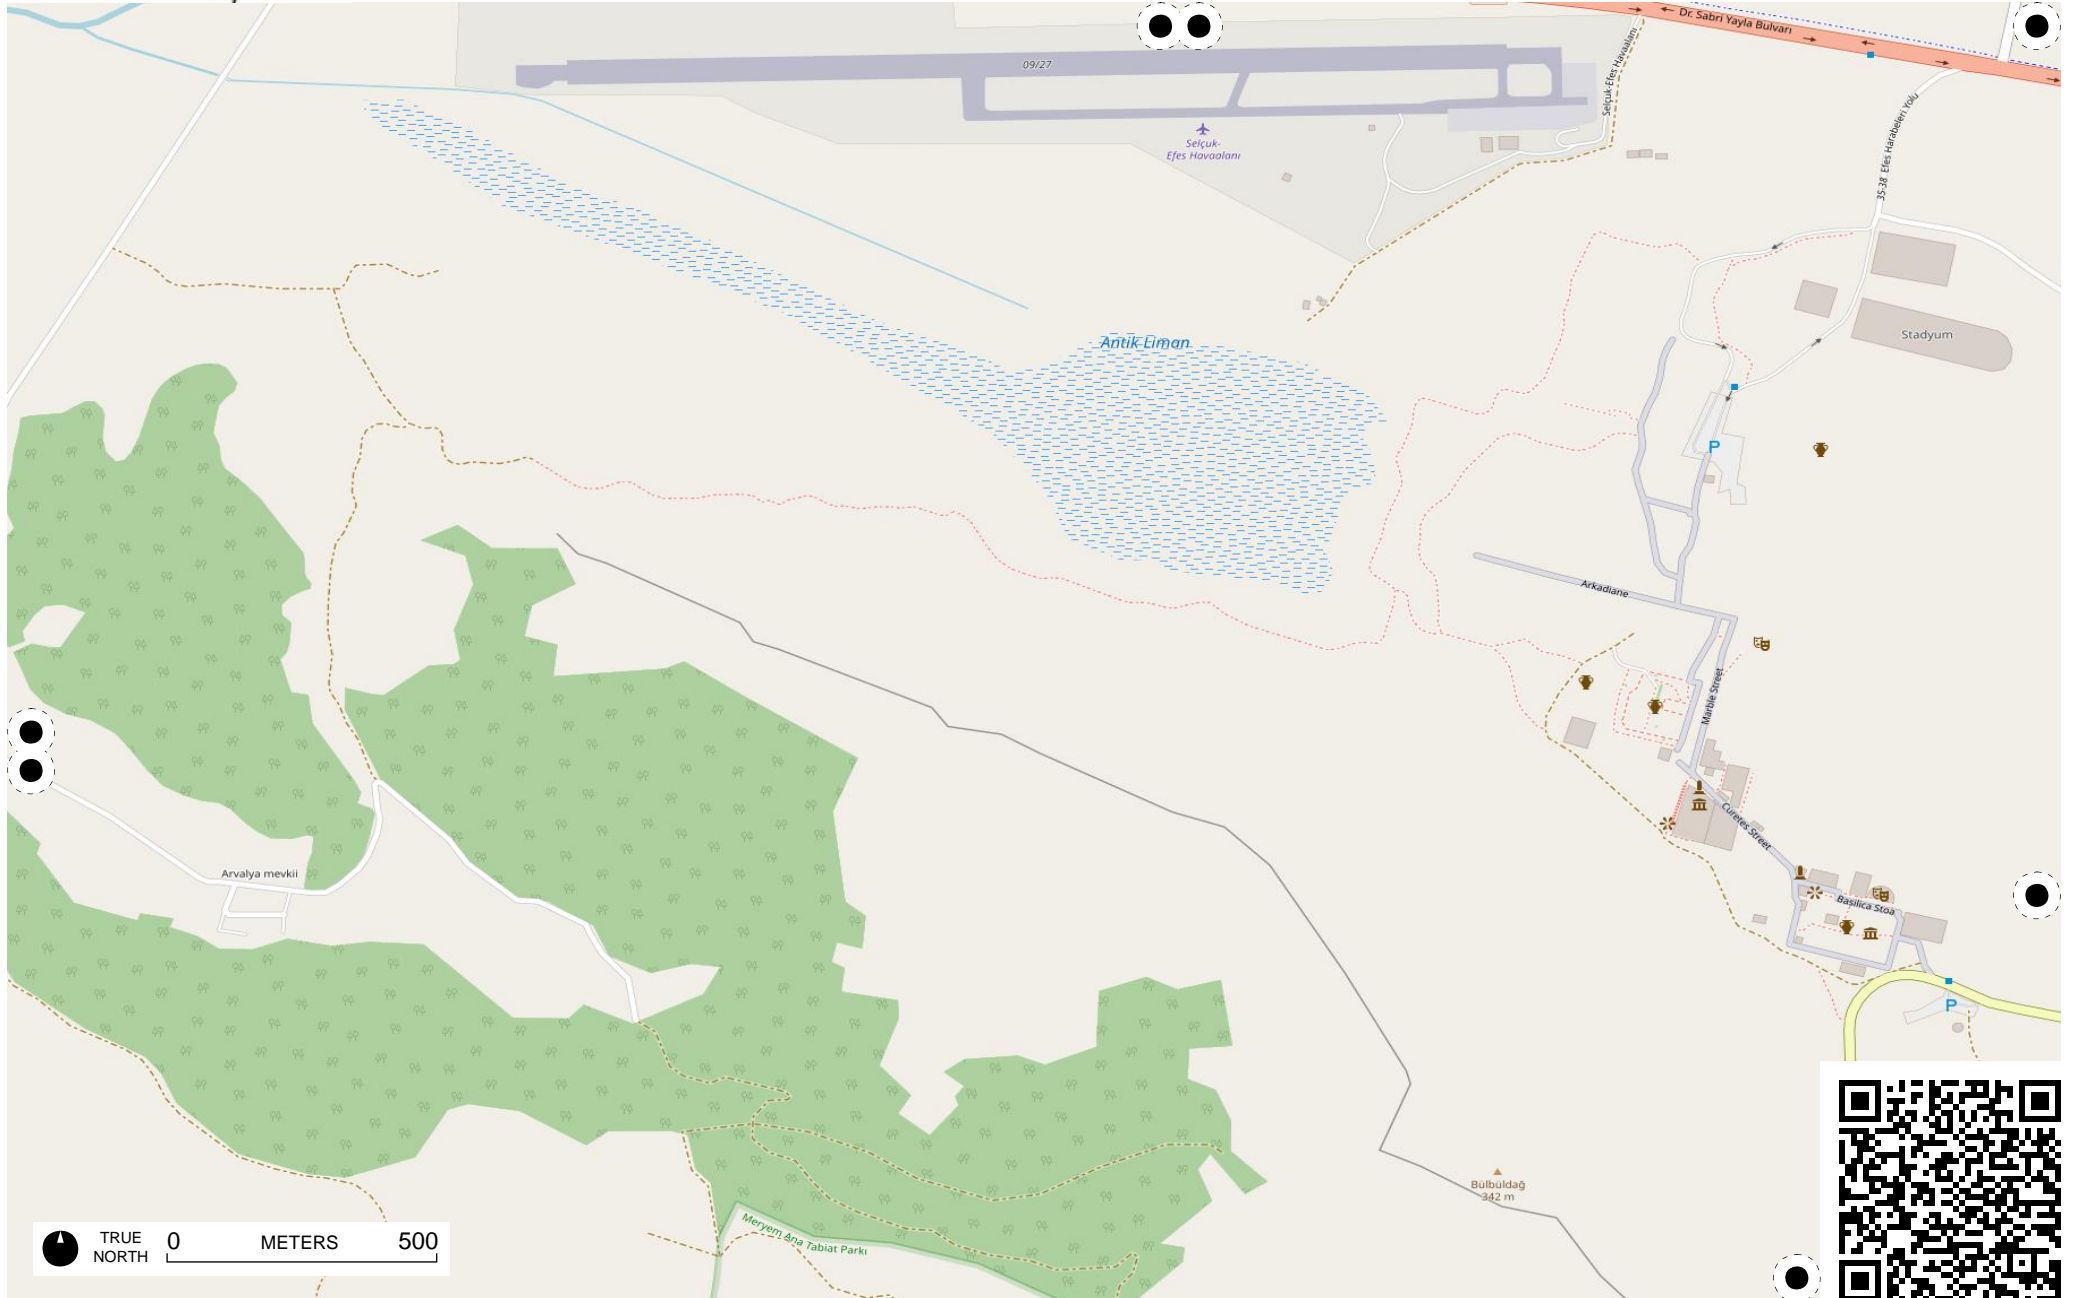 Dr. Sabri Yayla Bulvarı
09/27
Selçuk-Efes Havaalanı
35-38 Efes Harabeleri Yolu
Selçuk-
Efes Havaalanı
Antik Liman
Stadyum
P
Arkadiane
Marble Street
Curetes Street
Arvalya mevkii
Basilica Stoa
P
Bülbüldağ
342 m
Meryem Ana Tabiat Parkı
TRUE
NORTH
0 METERS 500